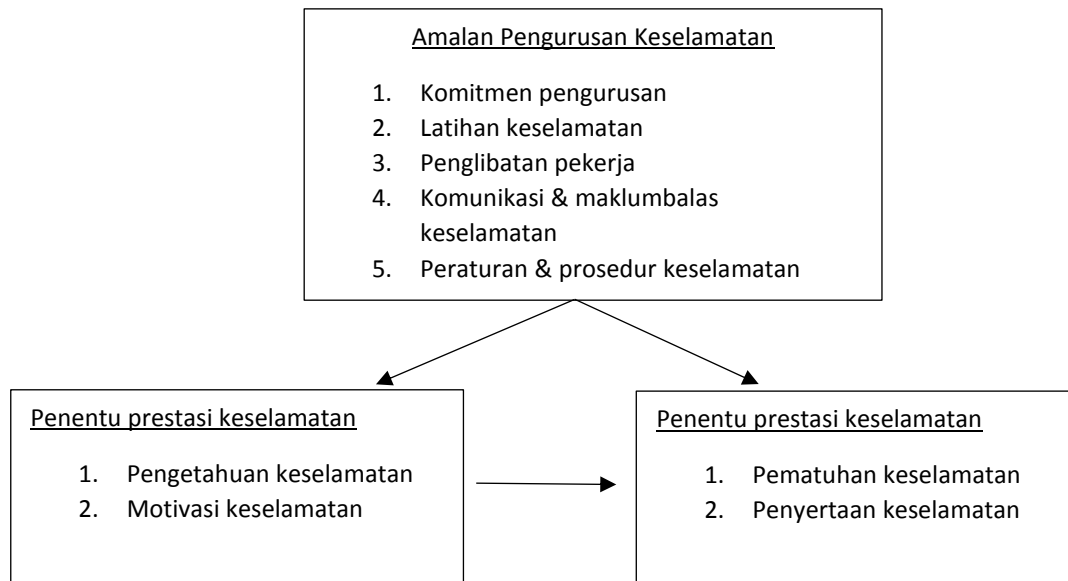 Amalan Pengurusan Keselamatan
1. Komitmen pengurusan
2. Latihan keselamatan
3. Penglibatan pekerja
4. Komunikasi & maklumbalas
keselamatan
5. Peraturan & prosedur keselamatan
Penentu prestasi keselamatan
1. Pengetahuan keselamatan
2. Motivasi keselamatan
Penentu prestasi keselamatan
1. Pematuhan keselamatan
2. Penyertaan keselamatan